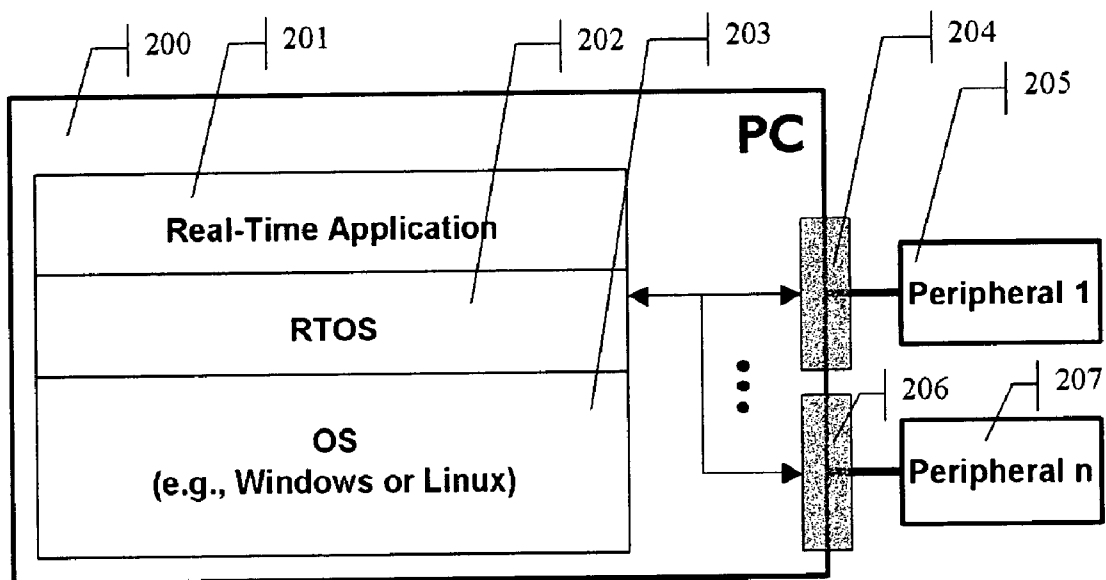 200
201
202
203
204
205
PC
Real-Time Application
RTOS
OS
(e.g., Windows or Linux)
Peripheral 1
206
207
Peripheral n